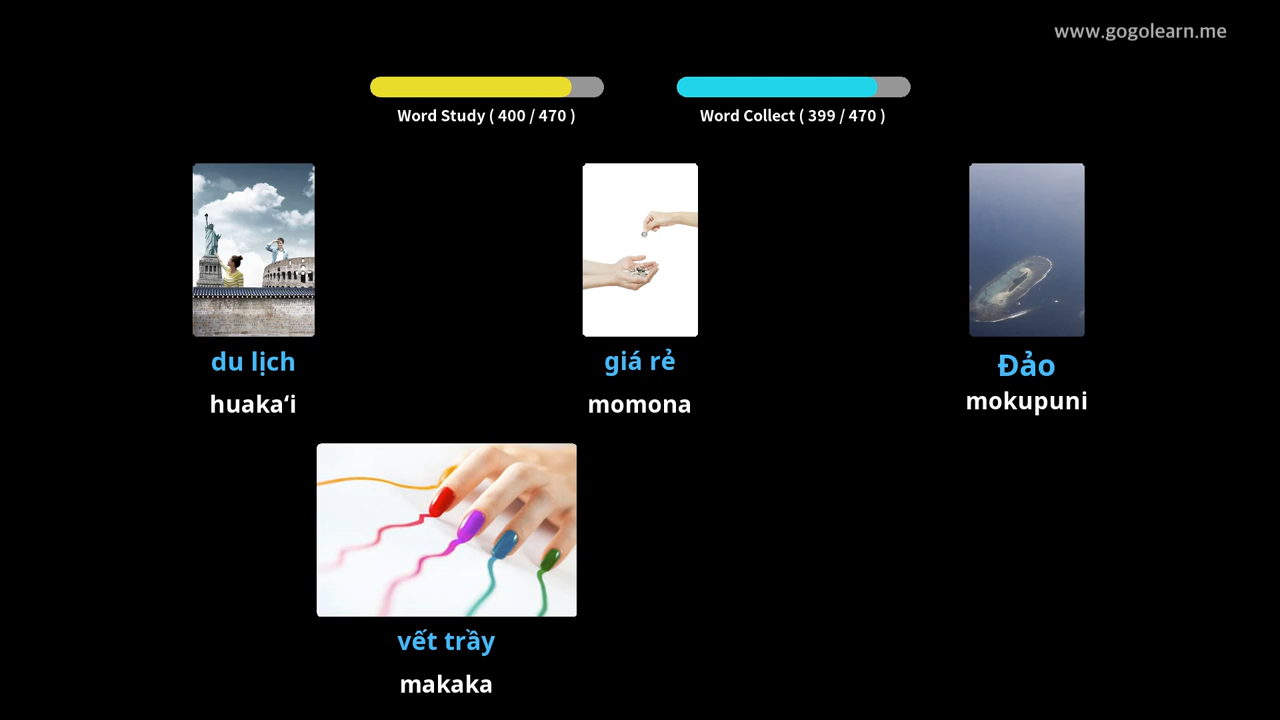 www.gogolearn.me
Word Study ( 400 / 470 )
Word Collect ( 399 / 470 )
du lịch
huakaʻi
giá rẻ
momona
Đảo
mokupuni
vết trầy
makaka